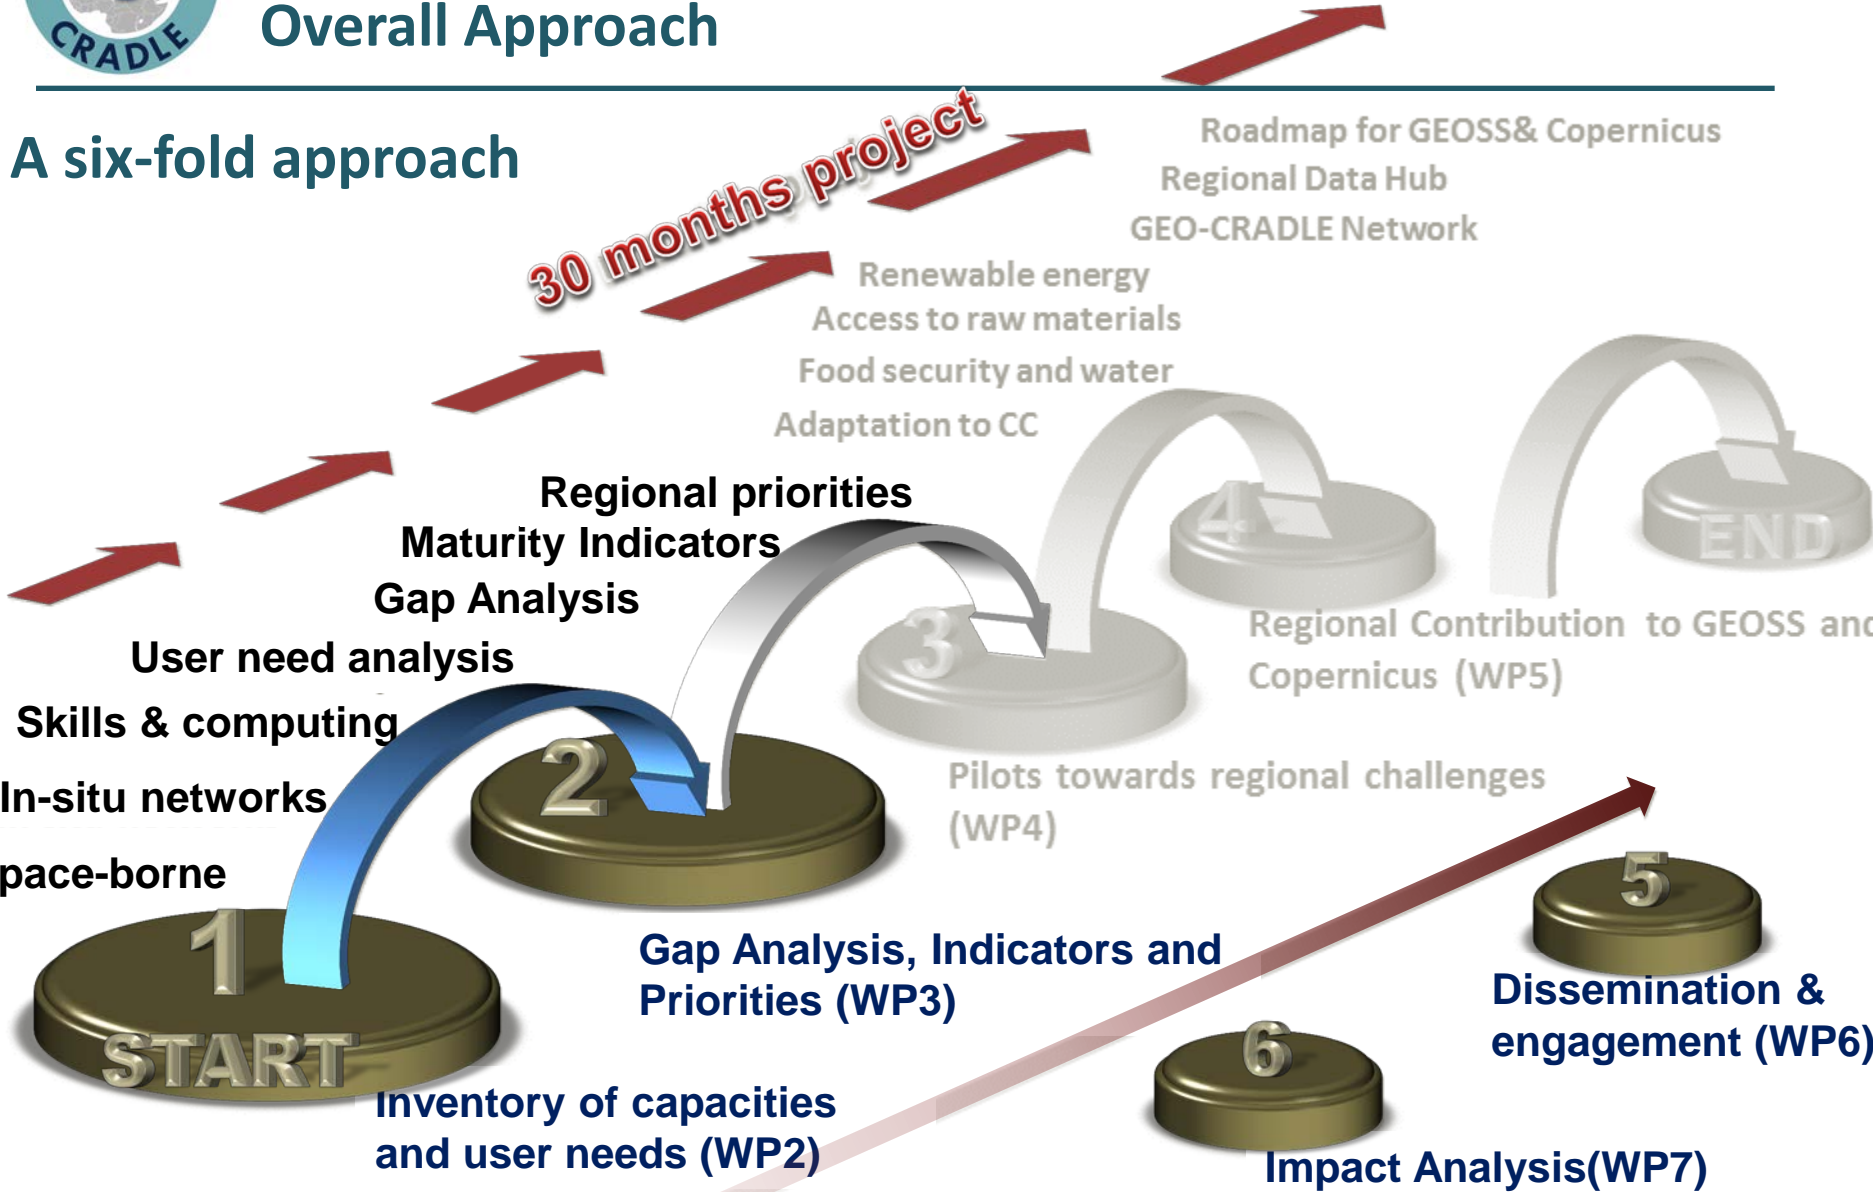 CRADLE
Overall Approach
A six-fold approach
30 months project
Roadmap for GEOSS& Copernicus
Regional Data Hub
GEO-CRADLE Network
Renewable energy
Access to raw materials
Food security and water
Adaptation to CC
Regional priorities
Maturity Indicators
Gap Analysis
User need analysis
Skills & computing
In-situ networks
pace-borne
1
START
2
3
4
END
Regional Contribution to GEOSS and
Copernicus (WP5)
Pilots towards regional challenges
(WP4)
Gap Analysis, Indicators and
Priorities (WP3)
Inventory of capacities
and user needs (WP2)
5
Dissemination &
engagement (WP6)
6
Impact Analysis(WP7)